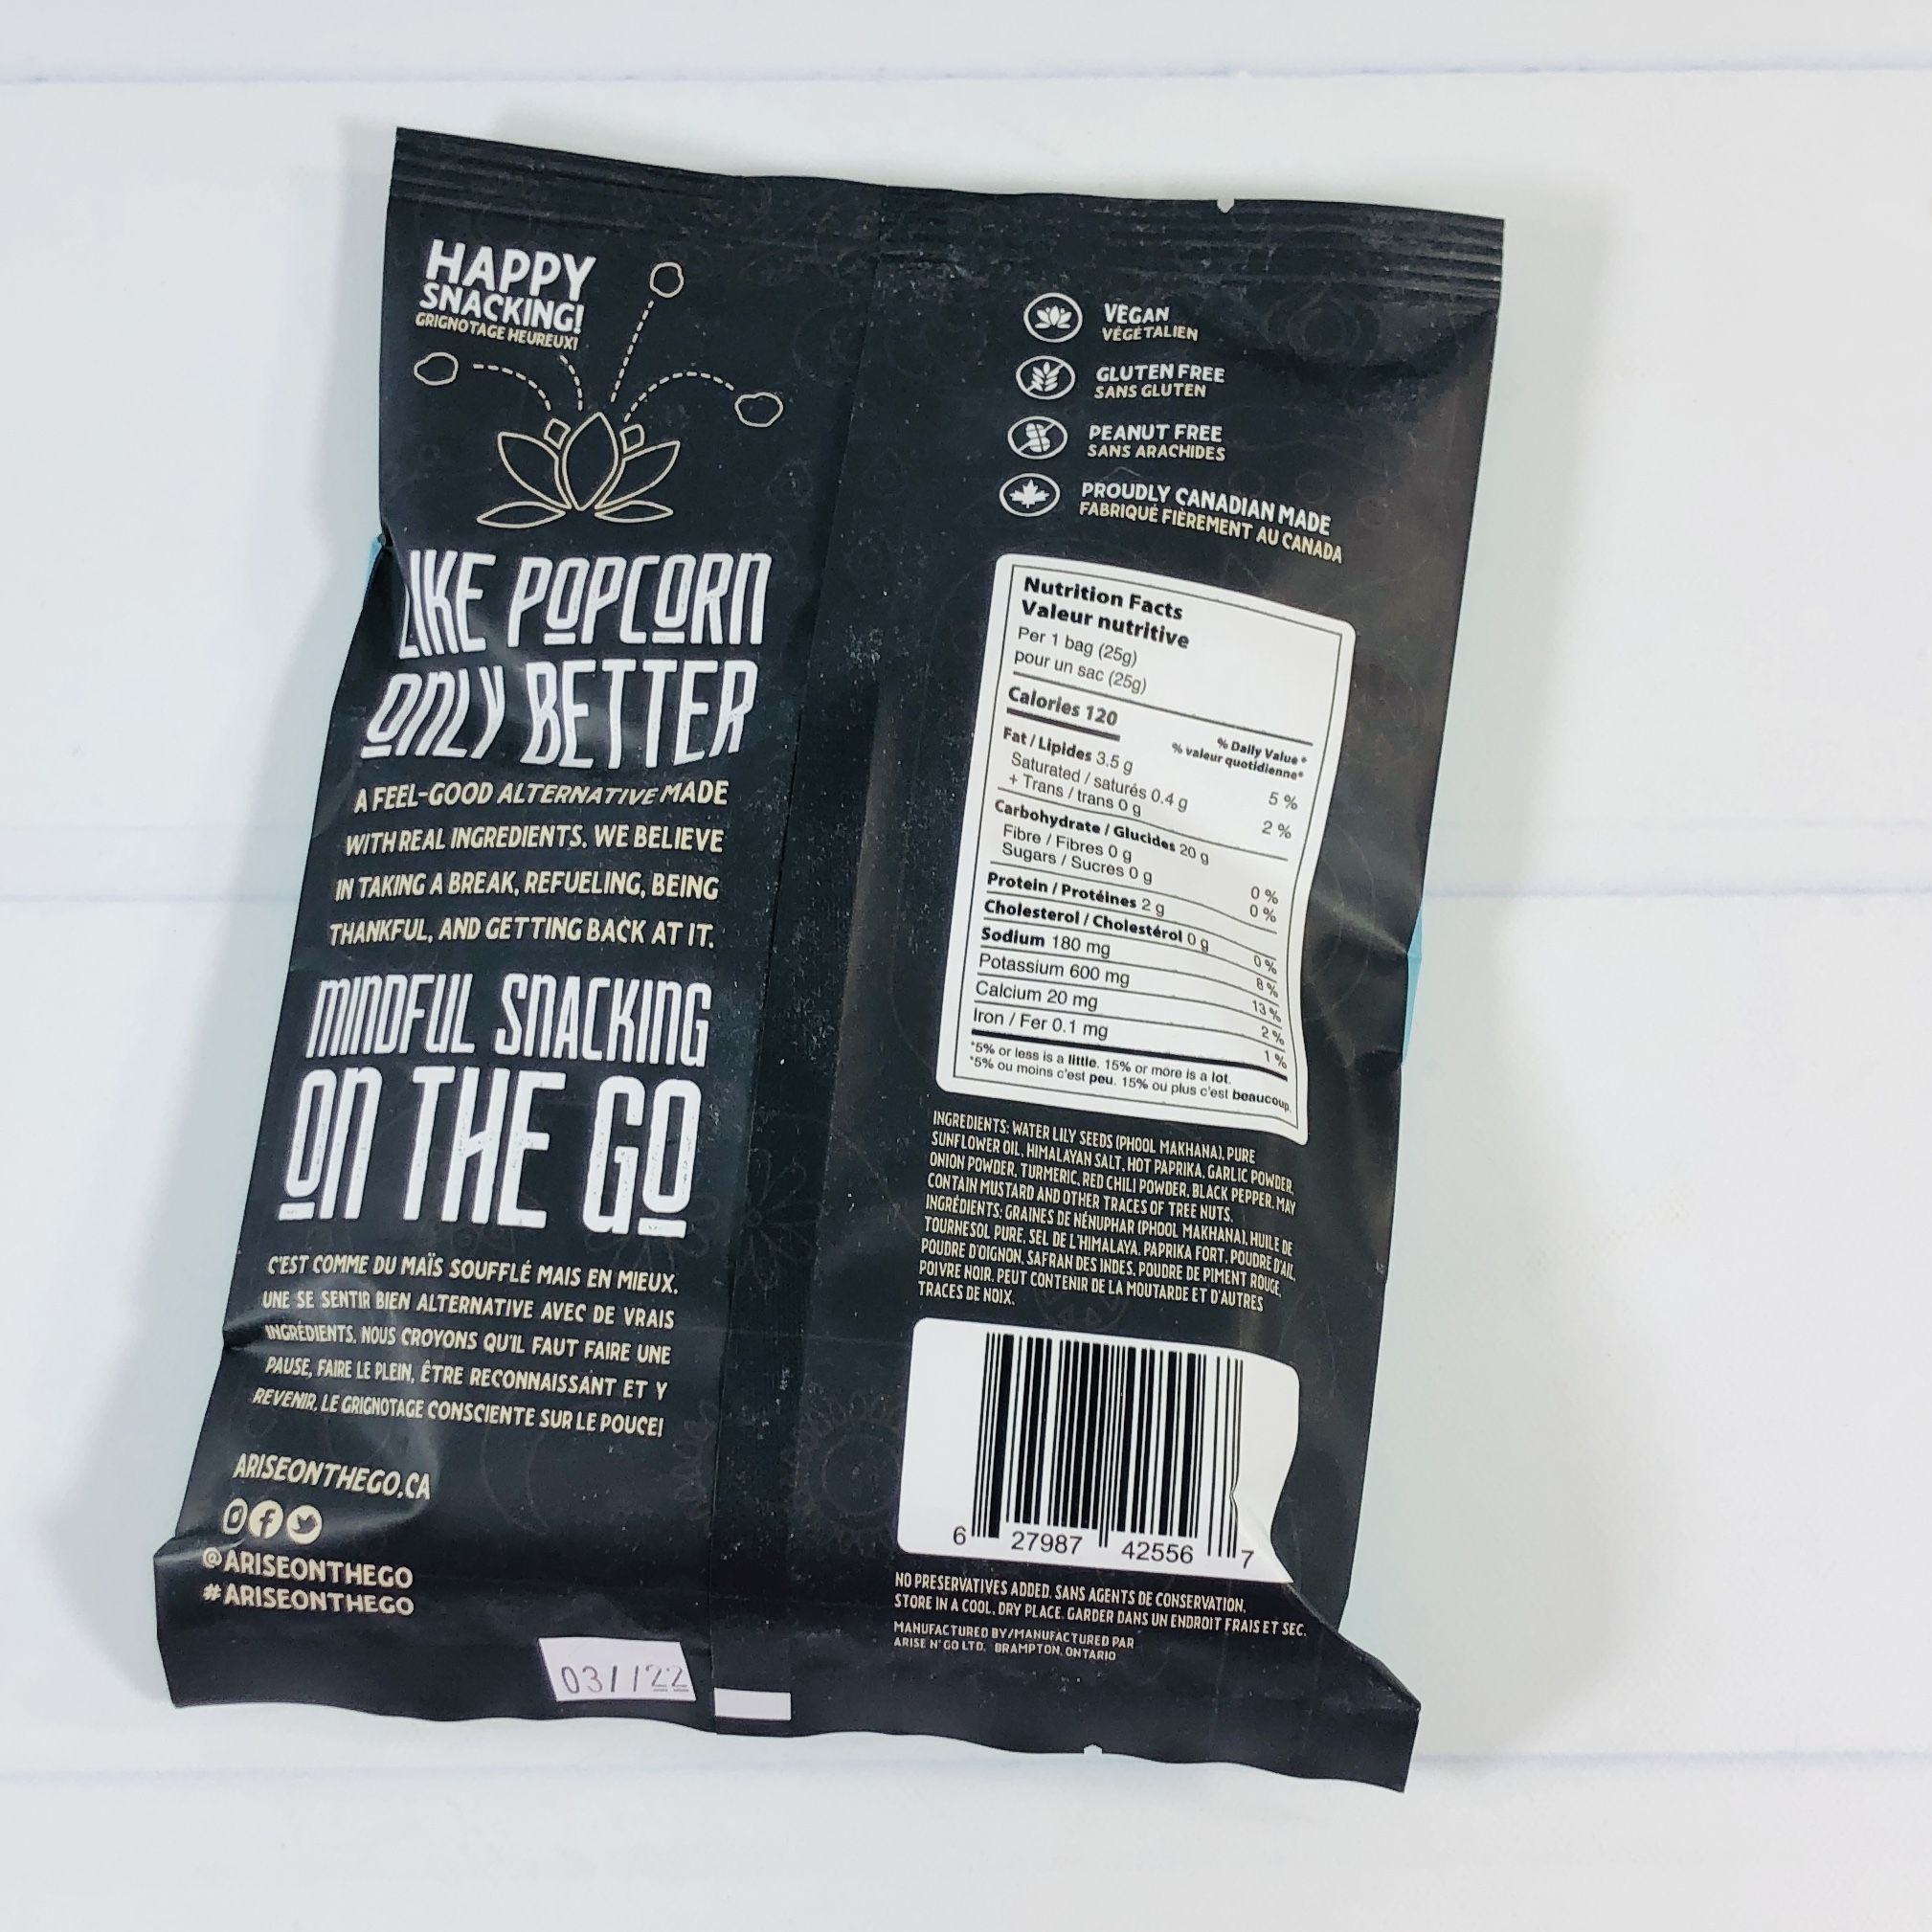 HAPPY
SNACKING!
GRIGNOTAGE HEUREUX!
LIKE POPCORN
ONLY BETTER
A FEEL-GOOD ALTERNATIVE MADE
WITH REAL INGREDIENTS. WE BELIEVE
IN TAKING A BREAK, REFUELING, BEING
THANKFUL, AND GETTING BACK AT IT.
MINDFUL SNACKING
ON THE GO
C'EST COMME DU MAÏS SOUFFLÉ MAIS EN MIEUX.
UNE SE SENTIR BIEN ALTERNATIVE AVEC DE VRAIS
INGRÉDIENTS. NOUS CROYONS QU'IL FAUT FAIRE UNE
PAUSE, FAIRE LE PLEIN, ÊTRE RECONNAISSANT ET Y
REVENIR. LE GRIGNOTAGE CONSCIENTE SUR LE POUCE!
ARISEONTHEGO.CA
@ARISEONTHEGO
#ARISEONTHEGO
03/122
VEGAN
VÉGÉTALIEN
GLUTEN FREE
SANS GLUTEN
PEANUT FREE
SANS ARACHIDES
PROUDLY CANADIAN MADE
FABRIQUÉ FIÈREMENT AU CANADA
Nutrition Facts
Valeur nutritive
Per 1 bag (25g)
pour un sac (25g)
Calories 120
% Daily Value*
% valeur quotidienne*
Fat / Lipides 3.5 g 5 %
Saturated / saturés 0.4 g
+ Trans / trans 0 g 2 %
Carbohydrate / Glucides 20 g
Fibre / Fibres 0 g 0 %
Sugars / Sucres 0 g 0 %
Protein / Protéines 2 g
Cholesterol / Cholestérol 0 g 0 %
Sodium 180 mg 8 %
Potassium 600 mg 13 %
Calcium 20 mg 2 %
Iron / Fer 0.1 mg 1 %
*5% or less is a little. 15% or more is a lot.
*5% ou moins c'est peu. 15% ou plus c'est beaucoup.
INGREDIENTS: WATER LILY SEEDS (PHOOL MAKHANA), PURE
SUNFLOWER OIL, HIMALAYAN SALT, HOT PAPRIKA, GARLIC POWDER,
ONION POWDER, TURMERIC, RED CHILI POWDER, BLACK PEPPER. MAY
CONTAIN MUSTARD AND OTHER TRACES OF TREE NUTS.
INGRÉDIENTS: GRAINES DE NÉNUPHAR (PHOOL MAKHANA), HUILE DE
TOURNESOL PURE, SEL DE L'HIMALAYA, PAPRIKA FORT, POUDRE D'AIL,
POUDRE D'OIGNON, SAFRAN DES INDES, POUDRE DE PIMENT ROUGE,
POIVRE NOIR. PEUT CONTENIR DE LA MOUTARDE ET D'AUTRES
TRACES DE NOIX.
6 27987 42556 7
NO PRESERVATIVES ADDED. SANS AGENTS DE CONSERVATION.
STORE IN A COOL, DRY PLACE. GARDER DANS UN ENDROIT FRAIS ET SEC.
MANUFACTURED BY/MANUFACTURED PAR
ARISE N' GO LTD. BRAMPTON, ONTARIO